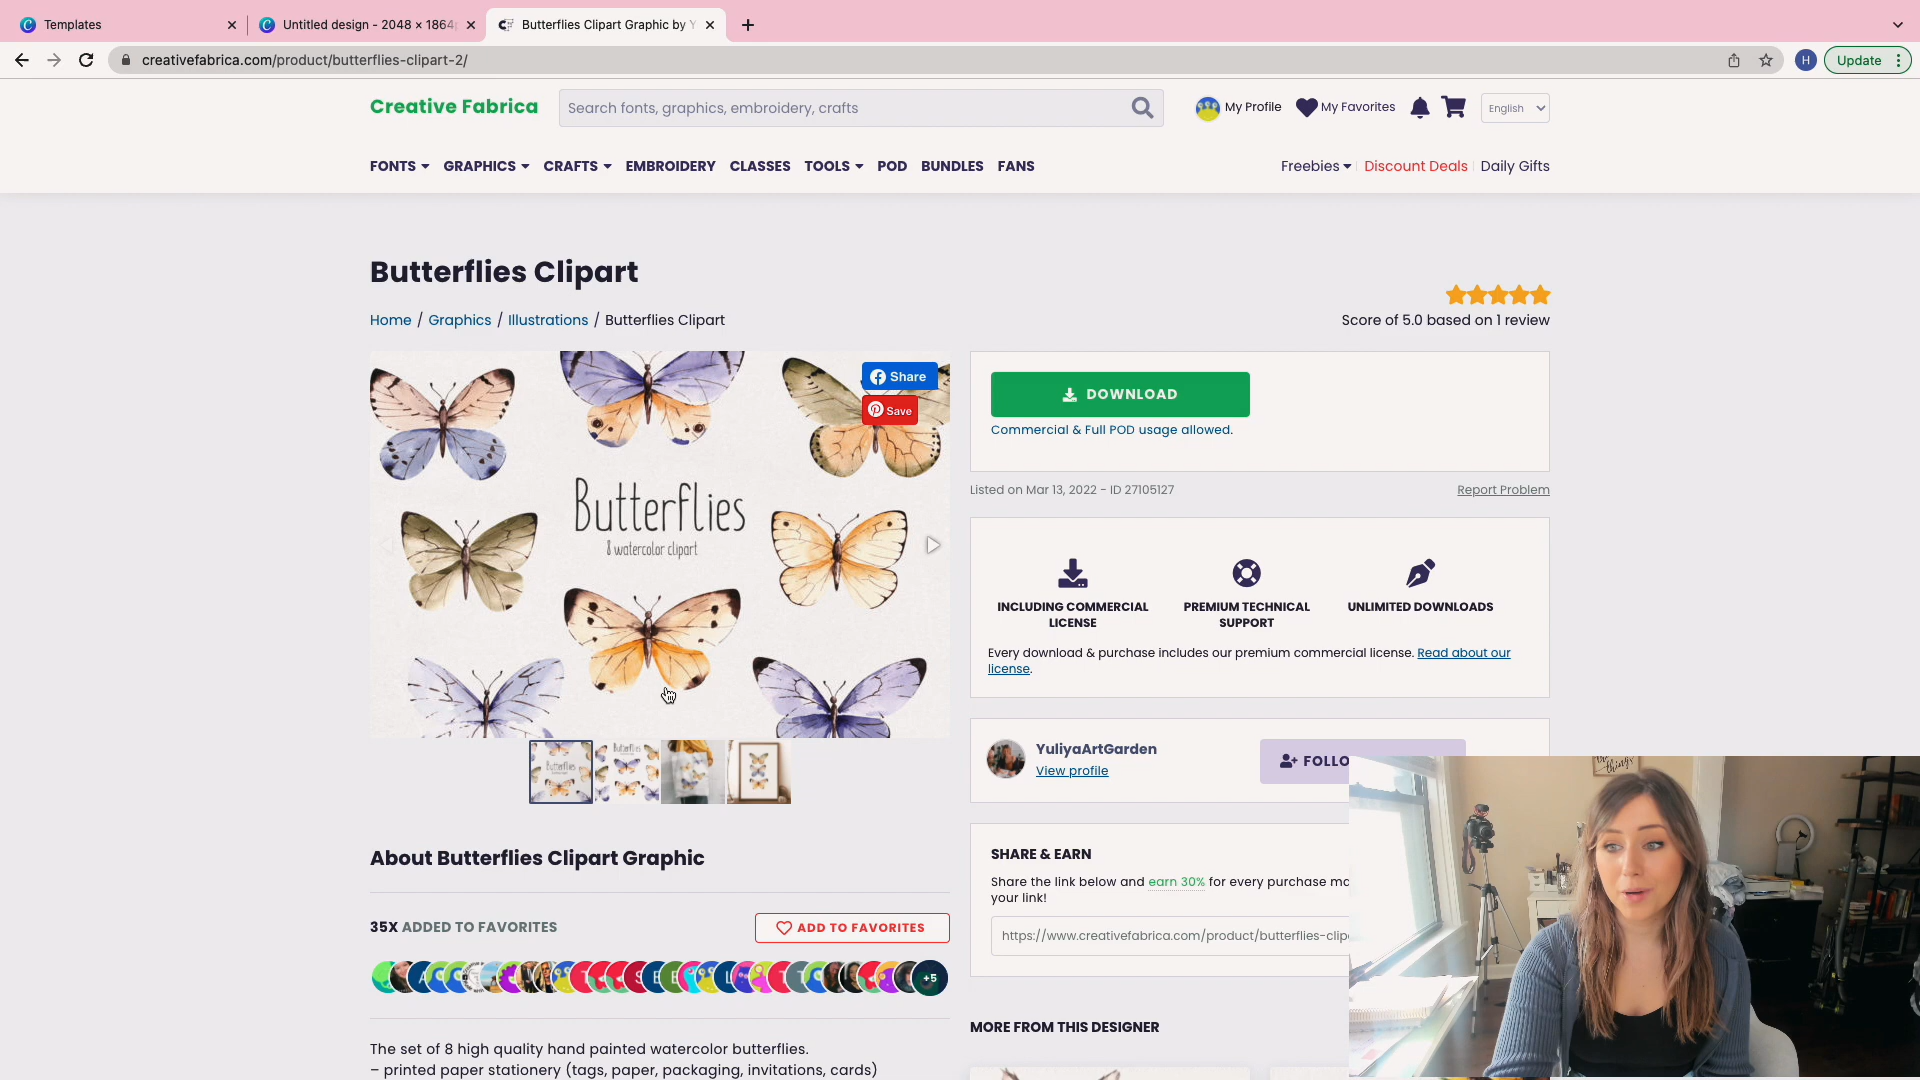 Templates
Untitled design - 2048 × 1864
Butterflies Clipart Graphic by Y
creativefabrica.com/product/butterflies-clipart-2/
H
Update
Creative Fabrica
Search fonts, graphics, embroidery, crafts
My Profile
My Favorites
English
FONTS
GRAPHICS
CRAFTS
EMBROIDERY
CLASSES
TOOLS
POD
BUNDLES
FANS
Freebies
Discount Deals
Daily Gifts
Butterflies Clipart
Home / Graphics / Illustrations / Butterflies Clipart
Score of 5.0 based on 1 review
Share
Save
Butterflies
8 watercolor clipart
DOWNLOAD
Commercial & Full POD usage allowed.
Listed on Mar 13, 2022 - ID 27105127
Report Problem
INCLUDING COMMERCIAL
LICENSE
PREMIUM TECHNICAL
SUPPORT
UNLIMITED DOWNLOADS
Every download & purchase includes our premium commercial license. Read about our
license.
YuliyaArtGarden
View profile
FOLLO
SHARE & EARN
Share the link below and earn 30% for every purchase ma
your link!
https://www.creativefabrica.com/product/butterflies-clip
About Butterflies Clipart Graphic
35X ADDED TO FAVORITES
ADD TO FAVORITES
+5
MORE FROM THIS DESIGNER
The set of 8 high quality hand painted watercolor butterflies.
– printed paper stationery (tags, paper, packaging, invitations, cards)